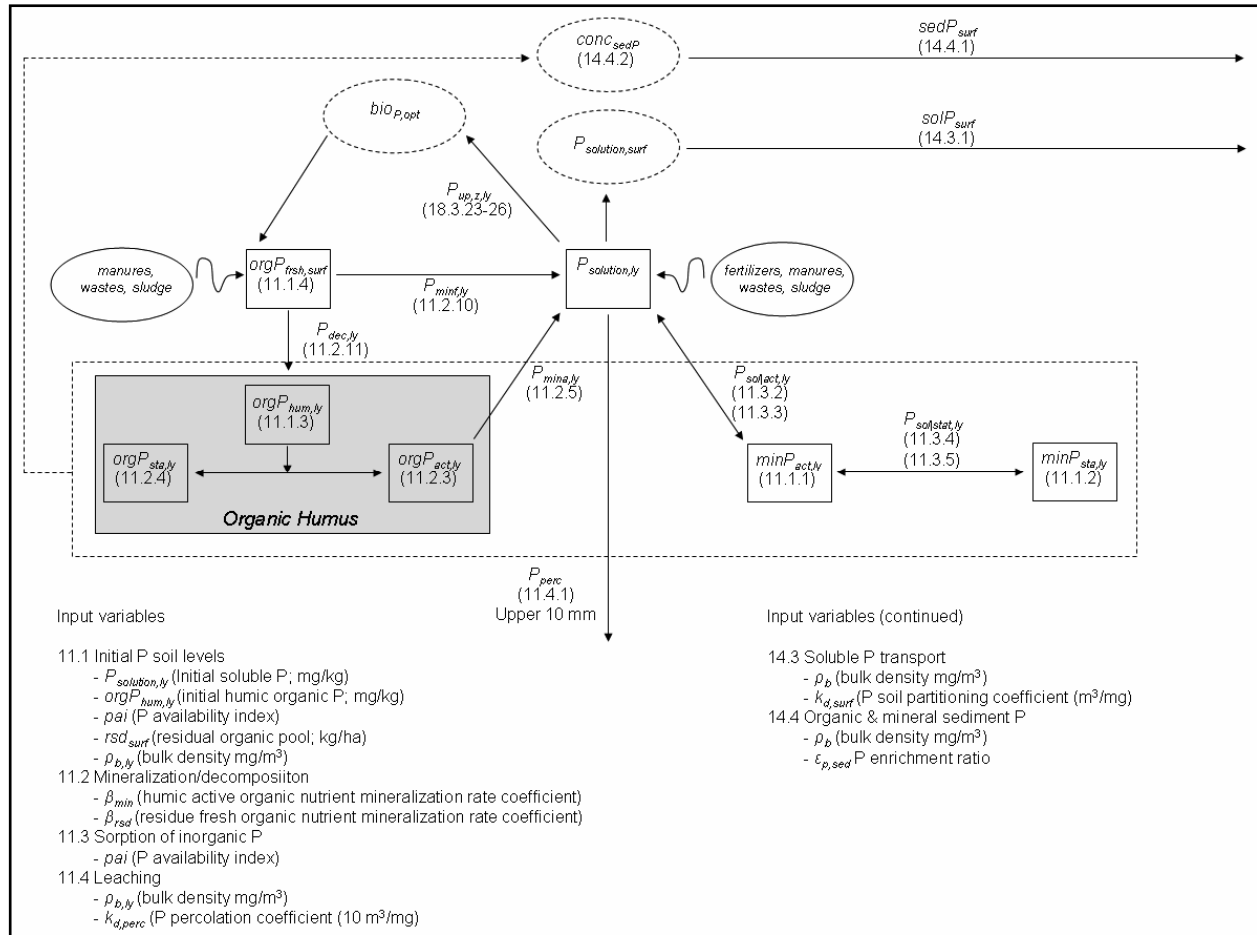 conc_sedP
(14.4.2)
sedP_surf
(14.4.1)
bio_P,opt
P_solution,surf
solP_surf
(14.3.1)
P_up,z,ly
(18.3.23-26)
manures,
wastes, sludge
orgP_frsh,surf
(11.1.4)
P_minf,ly
(11.2.10)
P_solution,ly
fertilizers, manures,
wastes, sludge
P_dec,ly
(11.2.11)
P_mina,ly
(11.2.5)
P_sol|act,ly
(11.3.2)
(11.3.3)
orgP_hum,ly
(11.1.3)
orgP_sta,ly
(11.2.4)
orgP_act,ly
(11.2.3)
Organic Humus
P_sol|stat,ly
(11.3.4)
(11.3.5)
minP_act,ly
(11.1.1)
minP_sta,ly
(11.1.2)
P_perc
(11.4.1)
Upper 10 mm
Input variables
11.1 Initial P soil levels
- P_solution,ly (Initial soluble P; mg/kg)
- orgP_hum,ly (initial humic organic P; mg/kg)
- pai (P availability index)
- rsd_surf (residual organic pool; kg/ha)
- ρ_b,ly (bulk density mg/m³)
11.2 Mineralization/decomposiiton
- β_min (humic active organic nutrient mineralization rate coefficient)
- β_rsd (residue fresh organic nutrient mineralization rate coefficient)
11.3 Sorption of inorganic P
- pai (P availability index)
11.4 Leaching
- ρ_b,ly (bulk density mg/m³)
- k_d,perc (P percolation coefficient (10 m³/mg)
Input variables (continued)
14.3 Soluble P transport
- ρ_b (bulk density mg/m³)
- k_d,surf (P soil partitioning coefficient (m³/mg)
14.4 Organic & mineral sediment P
- ρ_b (bulk density mg/m³)
- ε_p,sed P enrichment ratio